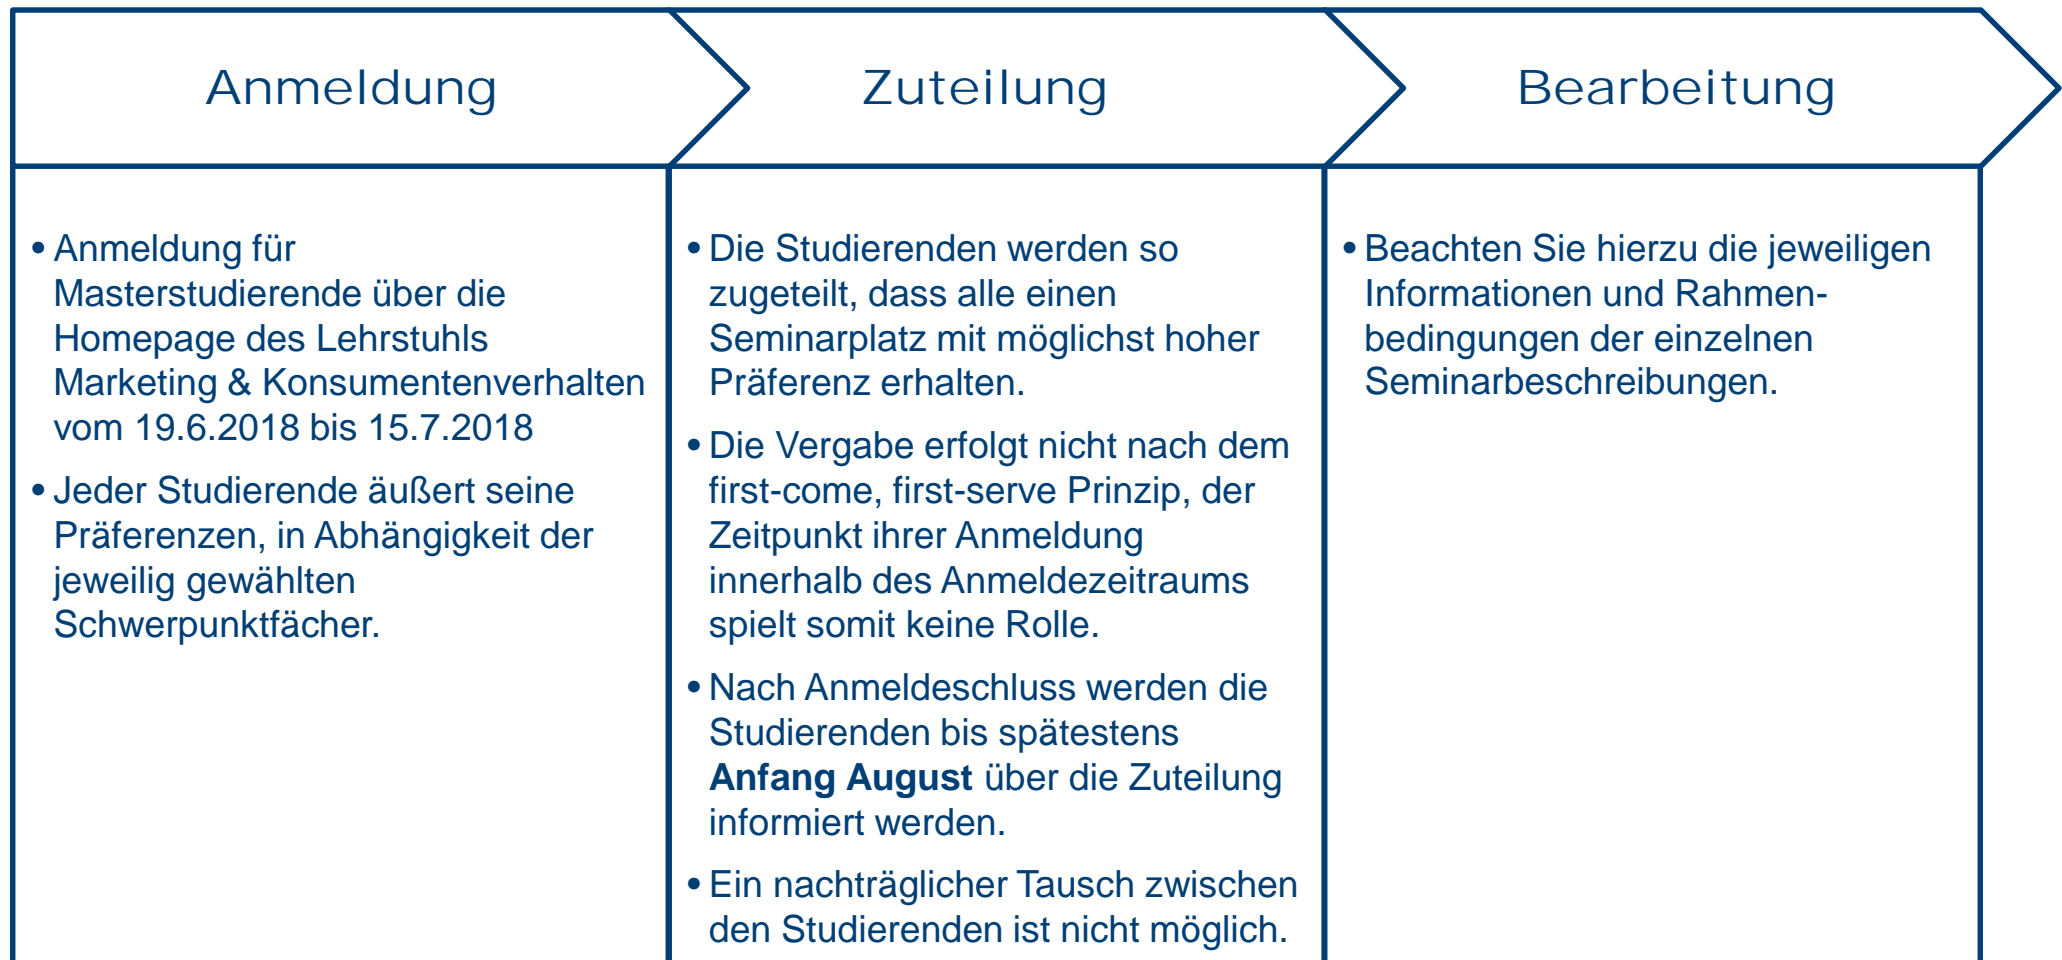 Anmeldung
Zuteilung
Bearbeitung
• Anmeldung für
Masterstudierende über die
Homepage des Lehrstuhls
Marketing & Konsumentenverhalten
vom 19.6.2018 bis 15.7.2018
• Jeder Studierende äußert seine
Präferenzen, in Abhängigkeit der
jeweilig gewählten
Schwerpunktfächer.
• Die Studierenden werden so
zugeteilt, dass alle einen
Seminarplatz mit möglichst hoher
Präferenz erhalten.
• Die Vergabe erfolgt nicht nach dem
first-come, first-serve Prinzip, der
Zeitpunkt ihrer Anmeldung
innerhalb des Anmeldezeitraums
spielt somit keine Rolle.
• Nach Anmeldeschluss werden die
Studierenden bis spätestens
Anfang August über die Zuteilung
informiert werden.
• Ein nachträglicher Tausch zwischen
den Studierenden ist nicht möglich.
• Beachten Sie hierzu die jeweiligen
Informationen und Rahmen-
bedingungen der einzelnen
Seminarbeschreibungen.